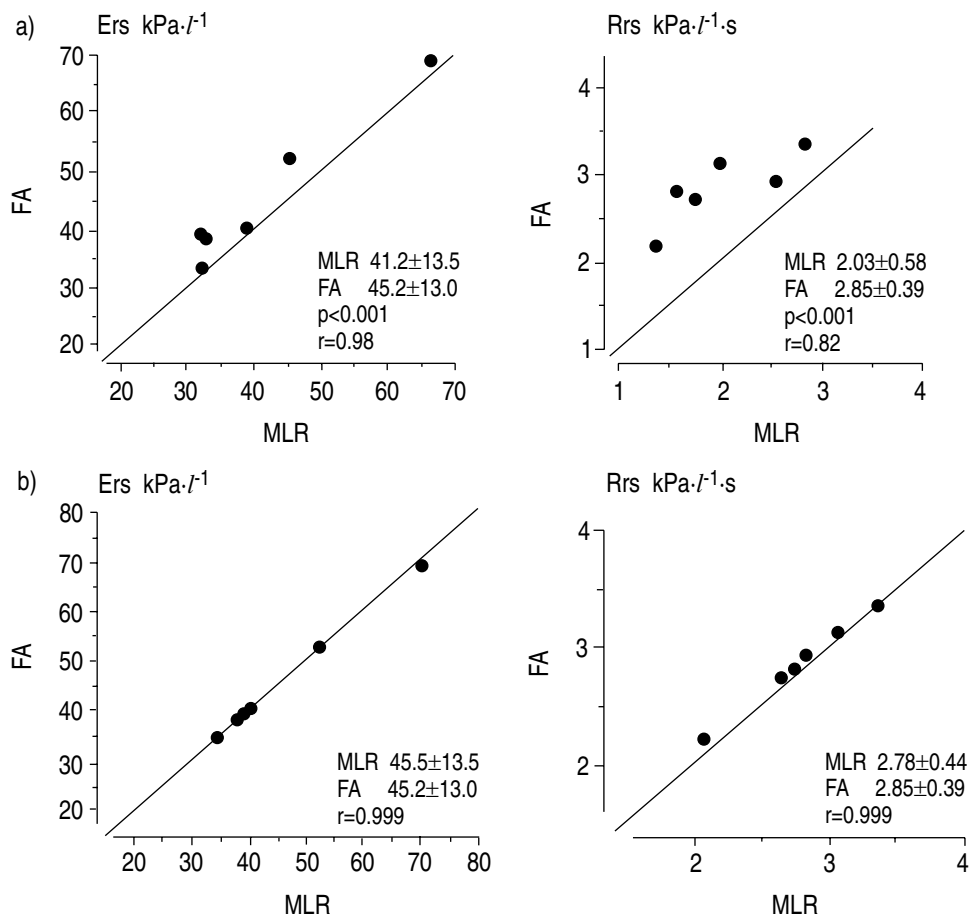 a)
Ers kPa·l⁻¹
70
60
50
40
30
20
FA
MLR 41.2±13.5
FA 45.2±13.0
p<0.001
r=0.98
20 30 40 50 60 70
MLR
Rrs kPa·l⁻¹·s
4
3
2
1
FA
MLR 2.03±0.58
FA 2.85±0.39
p<0.001
r=0.82
1 2 3 4
MLR
b)
Ers kPa·l⁻¹
80
70
60
50
40
30
20
FA
MLR 45.5±13.5
FA 45.2±13.0
r=0.999
20 30 40 50 60 70 80
MLR
Rrs kPa·l⁻¹·s
4
3
2
FA
MLR 2.78±0.44
FA 2.85±0.39
r=0.999
2 3 4
MLR